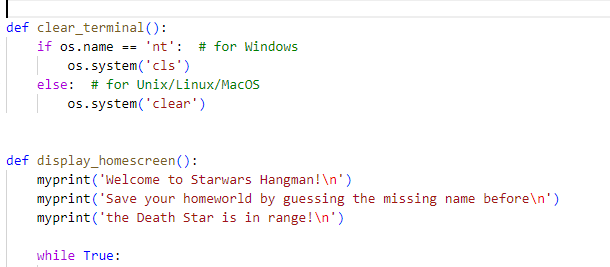 def clear_terminal():
    if os.name == 'nt':  # for Windows
        os.system('cls')
    else:  # for Unix/Linux/MacOS
        os.system('clear')
def display_homescreen():
    myprint('Welcome to Starwars Hangman!\n')
    myprint('Save your homeworld by guessing the missing name before\n')
    myprint('the Death Star is in range!\n')
    while True: